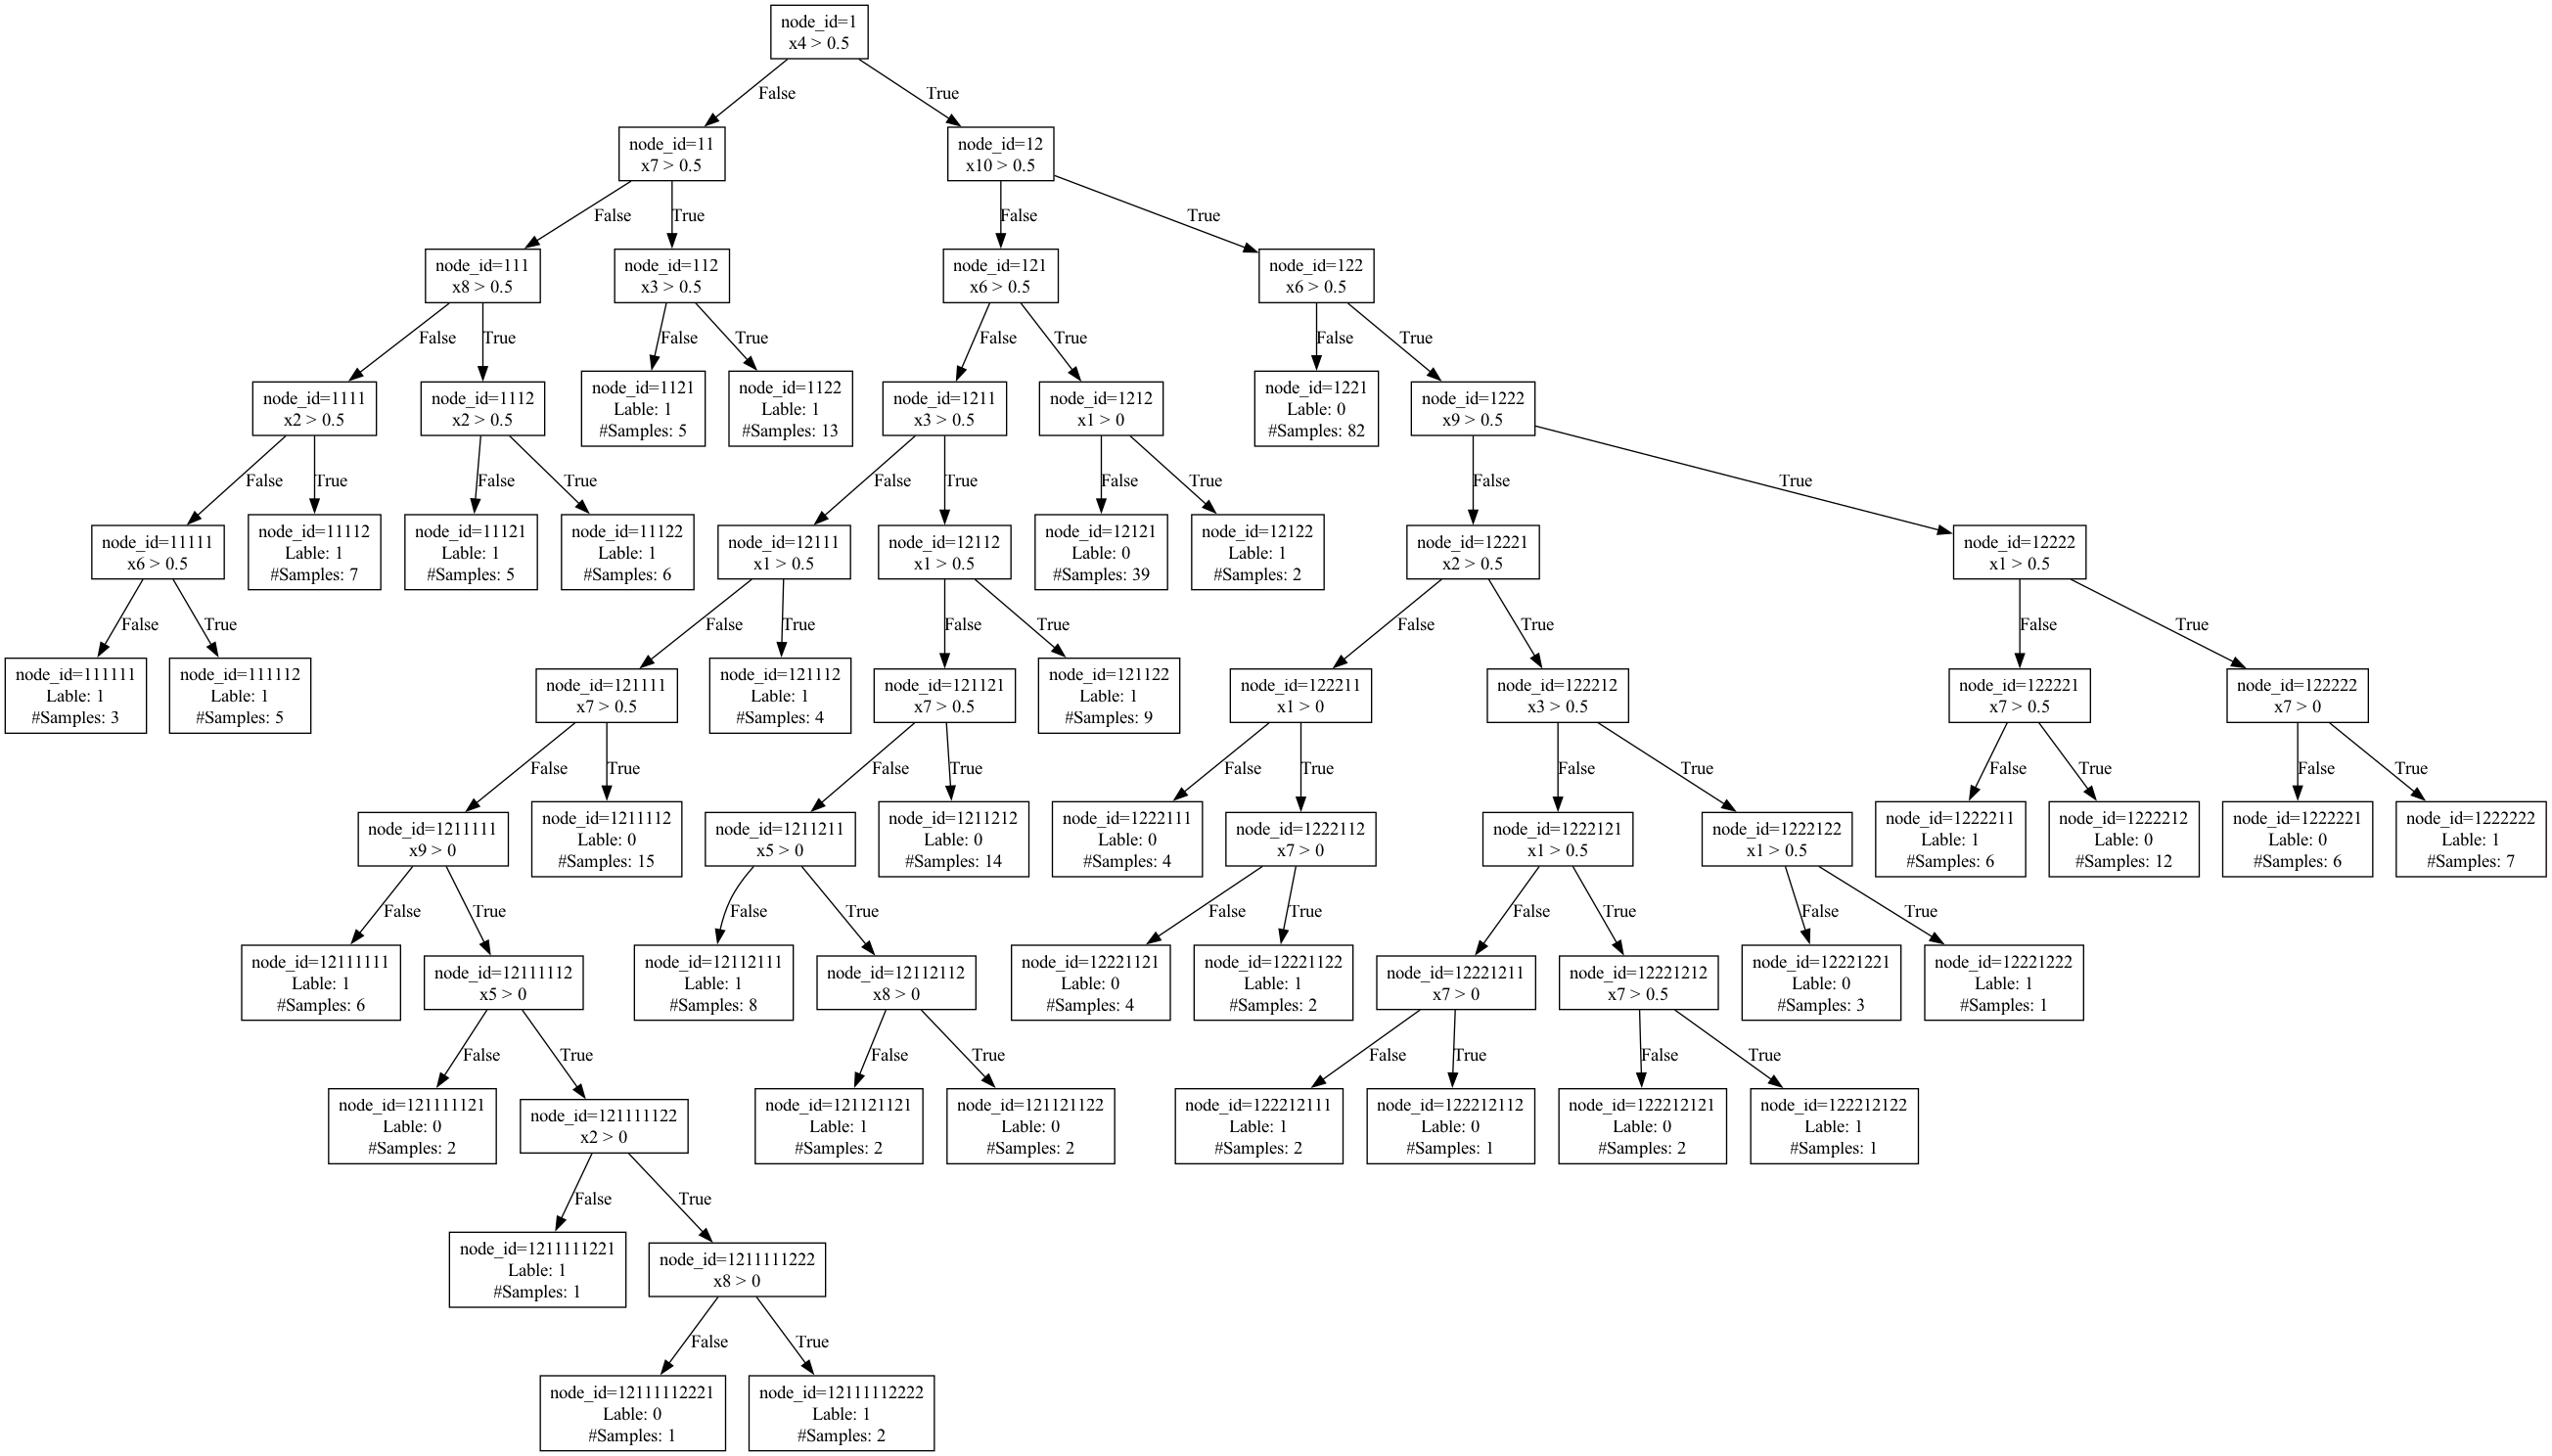 node_id=1
x4 > 0.5
False
True
node_id=11
x7 > 0.5
node_id=12
x10 > 0.5
False
True
False
True
node_id=111
x8 > 0.5
node_id=112
x3 > 0.5
node_id=121
x6 > 0.5
node_id=122
x6 > 0.5
False
True
False
True
False
True
False
True
node_id=1111
x2 > 0.5
node_id=1112
x2 > 0.5
node_id=1121
Lable: 1
#Samples: 5
node_id=1122
Lable: 1
#Samples: 13
node_id=1211
x3 > 0.5
node_id=1212
x1 > 0
node_id=1221
Lable: 0
#Samples: 82
node_id=1222
x9 > 0.5
False
True
False
True
False
True
False
True
False
True
node_id=11111
x6 > 0.5
node_id=11112
Lable: 1
#Samples: 7
node_id=11121
Lable: 1
#Samples: 5
node_id=11122
Lable: 1
#Samples: 6
node_id=12111
x1 > 0.5
node_id=12112
x1 > 0.5
node_id=12121
Lable: 0
#Samples: 39
node_id=12122
Lable: 1
#Samples: 2
node_id=12221
x2 > 0.5
node_id=12222
x1 > 0.5
False
True
False
True
False
True
False
True
False
True
node_id=111111
Lable: 1
#Samples: 3
node_id=111112
Lable: 1
#Samples: 5
node_id=121111
x7 > 0.5
node_id=121112
Lable: 1
#Samples: 4
node_id=121121
x7 > 0.5
node_id=121122
Lable: 1
#Samples: 9
node_id=122211
x1 > 0
node_id=122212
x3 > 0.5
node_id=122221
x7 > 0.5
node_id=122222
x7 > 0
False
True
False
True
False
True
False
True
False
True
False
True
node_id=1211111
x9 > 0
node_id=1211112
Lable: 0
#Samples: 15
node_id=1211211
x5 > 0
node_id=1211212
Lable: 0
#Samples: 14
node_id=1222111
Lable: 0
#Samples: 4
node_id=1222112
x7 > 0
node_id=1222121
x1 > 0.5
node_id=1222122
x1 > 0.5
node_id=1222211
Lable: 1
#Samples: 6
node_id=1222212
Lable: 0
#Samples: 12
node_id=1222221
Lable: 0
#Samples: 6
node_id=1222222
Lable: 1
#Samples: 7
False
True
False
True
False
True
False
True
False
True
node_id=12111111
Lable: 1
#Samples: 6
node_id=12111112
x5 > 0
node_id=12112111
Lable: 1
#Samples: 8
node_id=12112112
x8 > 0
node_id=12221121
Lable: 0
#Samples: 4
node_id=12221122
Lable: 1
#Samples: 2
node_id=12221211
x7 > 0
node_id=12221212
x7 > 0.5
node_id=12221221
Lable: 0
#Samples: 3
node_id=12221222
Lable: 1
#Samples: 1
False
True
False
True
False
True
False
True
node_id=121111121
Lable: 0
#Samples: 2
node_id=121111122
x2 > 0
node_id=121121121
Lable: 1
#Samples: 2
node_id=121121122
Lable: 0
#Samples: 2
node_id=122212111
Lable: 1
#Samples: 2
node_id=122212112
Lable: 0
#Samples: 1
node_id=122212121
Lable: 0
#Samples: 2
node_id=122212122
Lable: 1
#Samples: 1
False
True
node_id=1211111221
Lable: 1
#Samples: 1
node_id=1211111222
x8 > 0
False
True
node_id=12111112221
Lable: 0
#Samples: 1
node_id=12111112222
Lable: 1
#Samples: 2